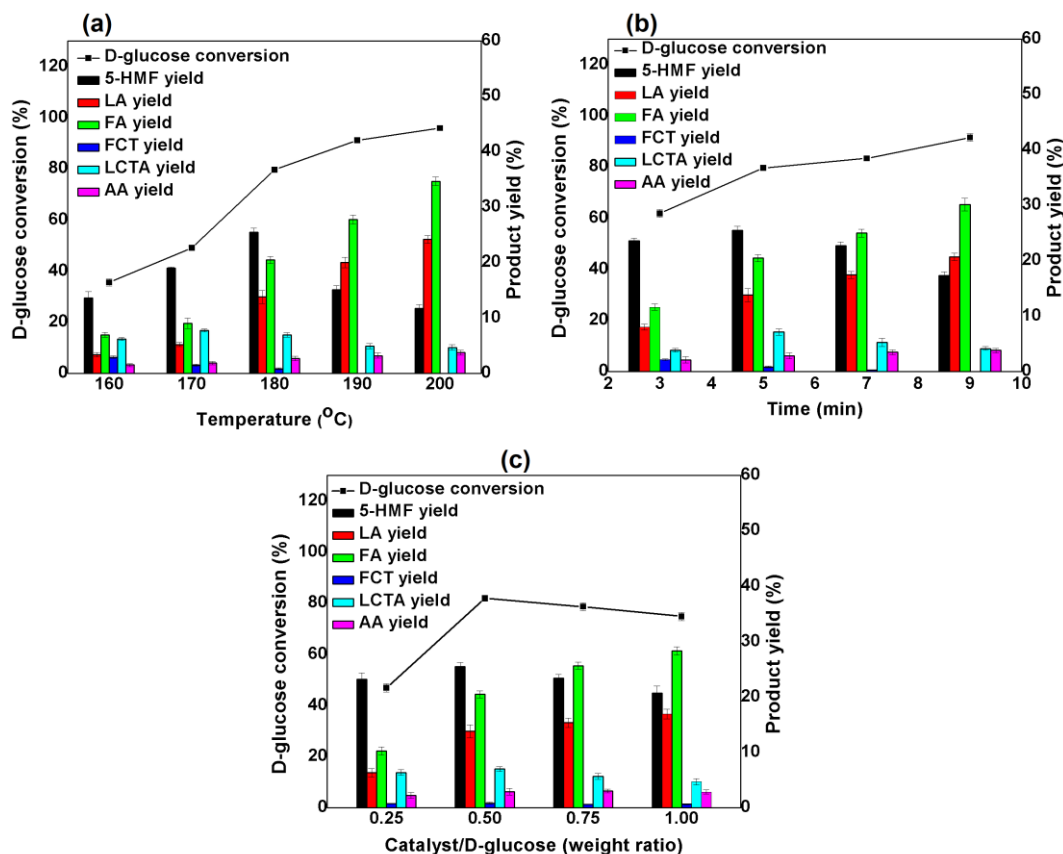 (a)
D-glucose conversion
5-HMF yield
LA yield
FA yield
FCT yield
LCTA yield
AA yield
D-glucose conversion (%)
120
100
80
60
40
20
0
Product yield (%)
60
50
40
30
20
10
0
160 170 180 190 200
Temperature (OC)
(b)
D-glucose conversion
5-HMF yield
LA yield
FA yield
FCT yield
LCTA yield
AA yield
D-glucose conversion (%)
120
100
80
60
40
20
0
Product yield (%)
60
50
40
30
20
10
0
2 3 4 5 6 7 8 9 10
Time (min)
(c)
D-glucose conversion
5-HMF yield
LA yield
FA yield
FCT yield
LCTA yield
AA yield
D-glucose conversion (%)
120
100
80
60
40
20
0
Product yield (%)
60
50
40
30
20
10
0
0.25 0.50 0.75 1.00
Catalyst/D-glucose (weight ratio)